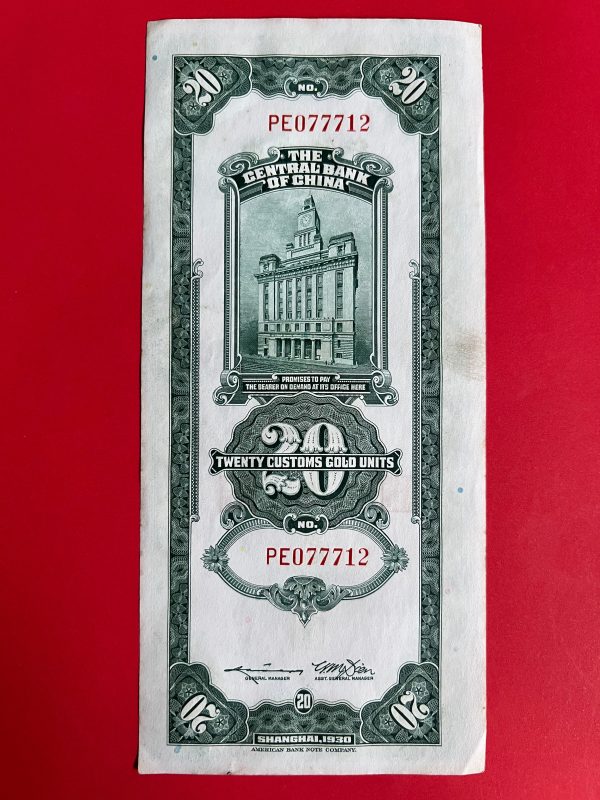 20 20
NO.
PE077712
THE
CENTRAL BANK
OF CHINA
PROMISES TO PAY
THE BEARER ON DEMAND AT ITS OFFICE HERE
20
TWENTY CUSTOMS GOLD UNITS
NO.
PE077712
GENERAL MANAGER ASST. GENERAL MANAGER
20 20 20
SHANGHAI, 1930
AMERICAN BANK NOTE COMPANY.